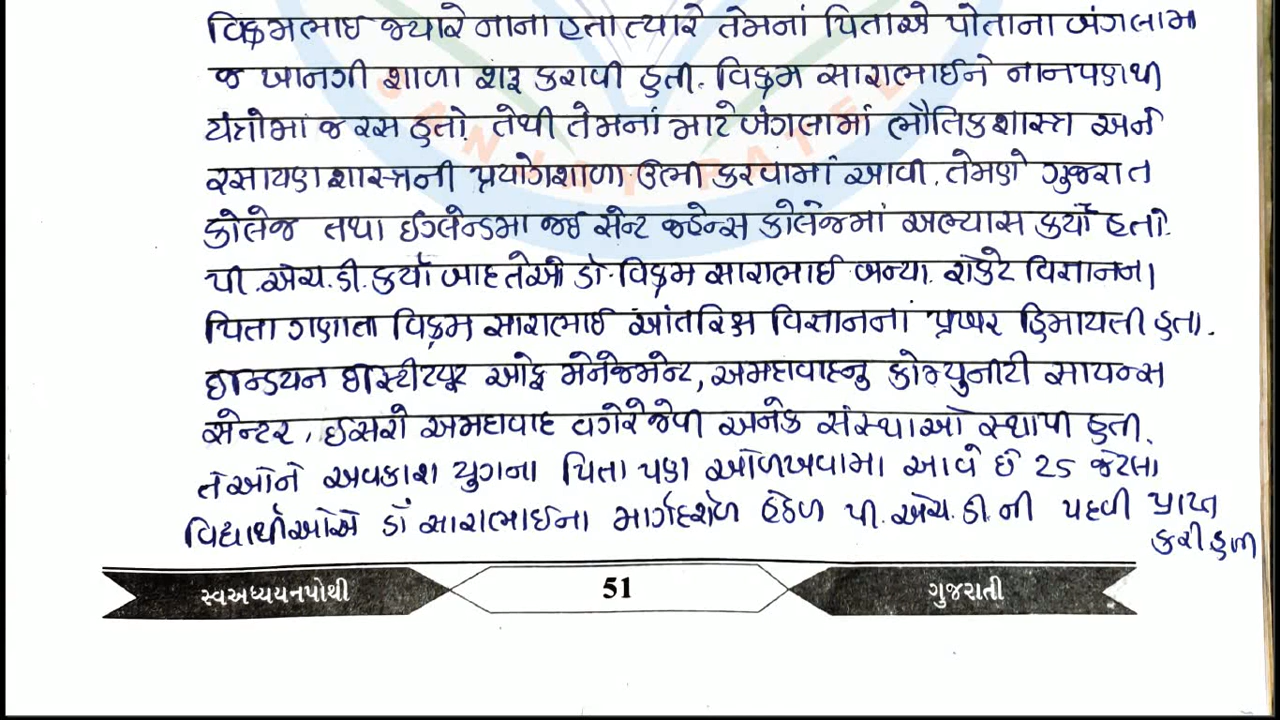 વિક્રમભાઈ જ્યારે નાના હતા ત્યારે તેમનાં પિતાએ પોતાના બંગલામાં
જ ખાનગી શાળા શરૂ કરાવી હતી. વિક્રમ સારાભાઈને નાનપણથી
યંત્રોમાં જ રસ હતો. તેથી તેમનાં માટે બંગલામાં ભૌતિકશાસ્ત્ર અને
રસાયણશાસ્ત્રની પ્રયોગશાળા ઉભી કરવામાં આવી. તેમણે ગુજરાત
કોલેજ તથા ઈંગ્લેન્ડમાં જઈ સેન્ટ જહોન્સ કોલેજમાં અભ્યાસ કર્યો હતો.
પી.એચ.ડી. કર્યા બાદ તેઓ ડૉ. વિક્રમ સારાભાઈ બન્યા. રોકેટ વિજ્ઞાનના
પિતા ગણાતા વિક્રમ સારાભાઈ આંતરિક્ષ વિજ્ઞાનના પ્રખર હિમાયતી હતા.
ઇન્ડિયન ઇન્સ્ટીટ્યૂટ ઓફ મેનેજમેન્ટ, અમદાવાદનુ કોમ્યુનીટી સાયન્સ
સેન્ટર, ઈસરો અમદાવાદ વગેરે જેવી અનેક સંસ્થાઓ સ્થાપી હતી.
તેઓને અવકાશ યુગના પિતા પણ ઓળખવામાં આવે છે 25 જેટલા
વિદ્યાર્થીઓએ ડૉ સારાભાઈના માર્ગદર્શન હેઠળ પી.એચ.ડી.ની પદવી પ્રાપ્ત
કરી હતી
સ્વઅધ્યયનપોથી 51 ગુજરાતી